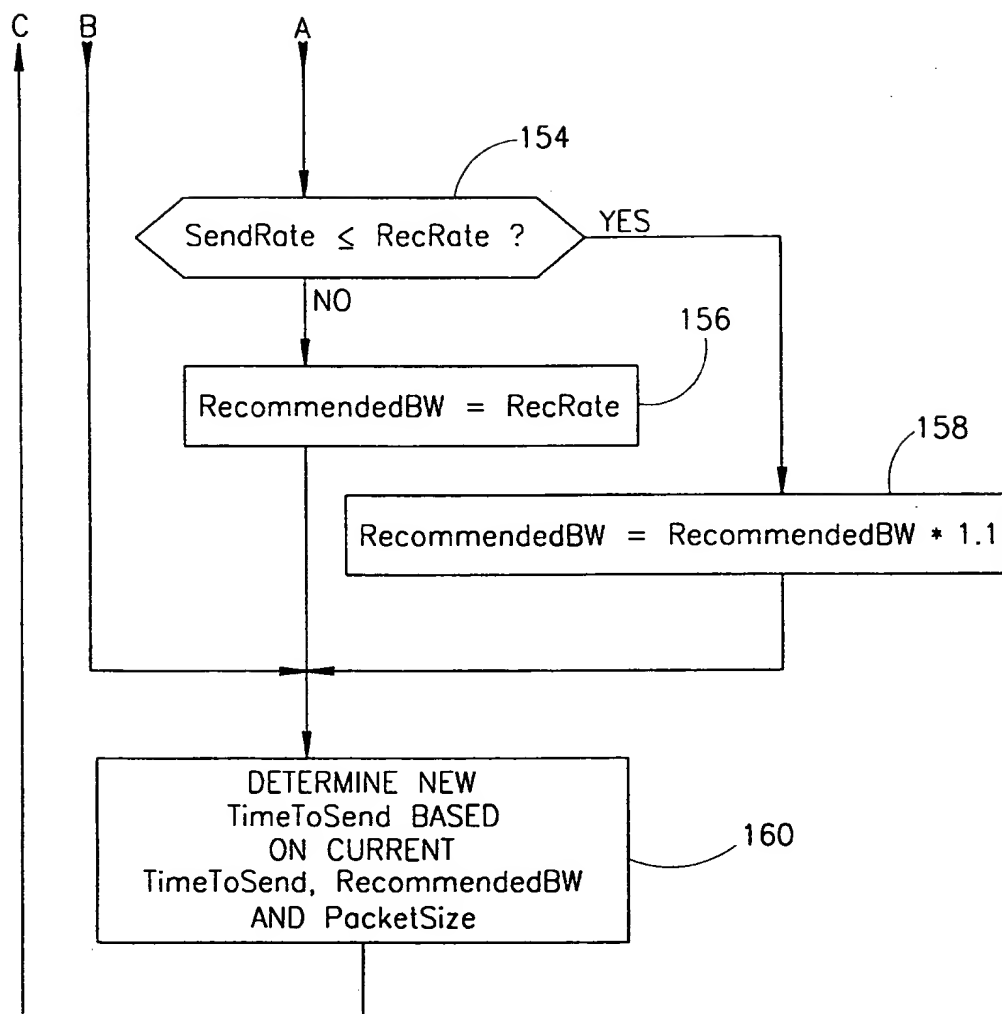 C B A
154
SendRate ≤ RecRate ?
YES
NO
156
RecommendedBW = RecRate
158
RecommendedBW = RecommendedBW * 1.1
DETERMINE NEW
TimeToSend BASED
ON CURRENT
TimeToSend, RecommendedBW
AND PacketSize
160